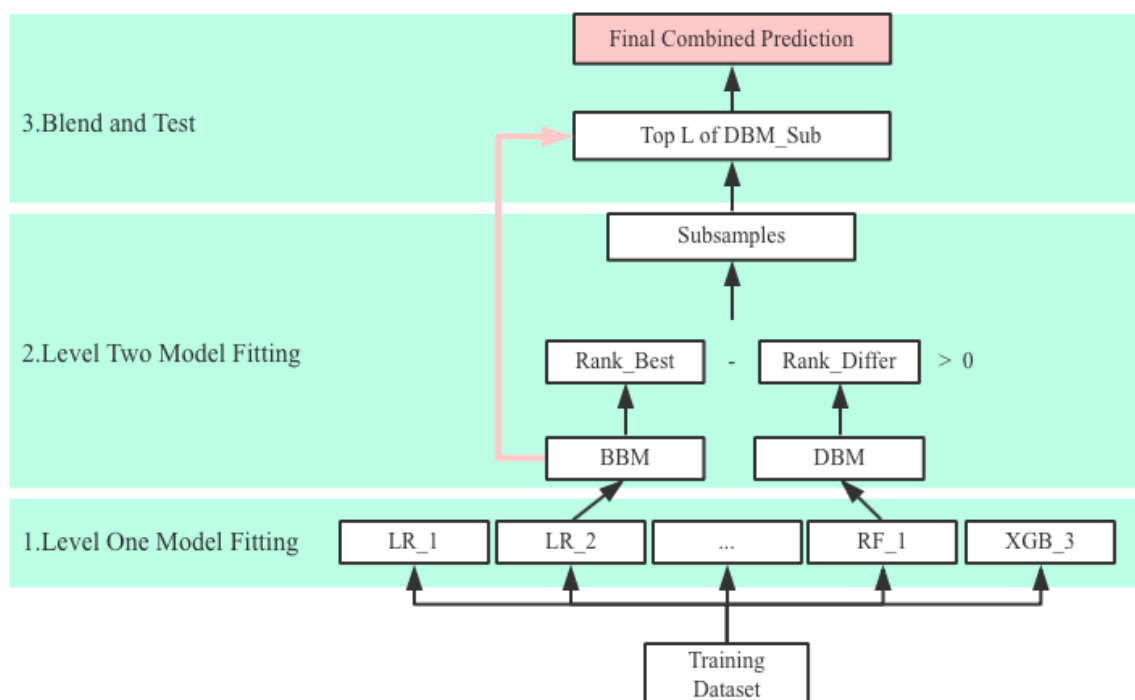 Final Combined Prediction
3.Blend and Test
Top L of DBM_Sub
Subsamples
2.Level Two Model Fitting
Rank_Best - Rank_Differ > 0
BBM DBM
1.Level One Model Fitting LR_1 LR_2 ... RF_1 XGB_3
Training
Dataset